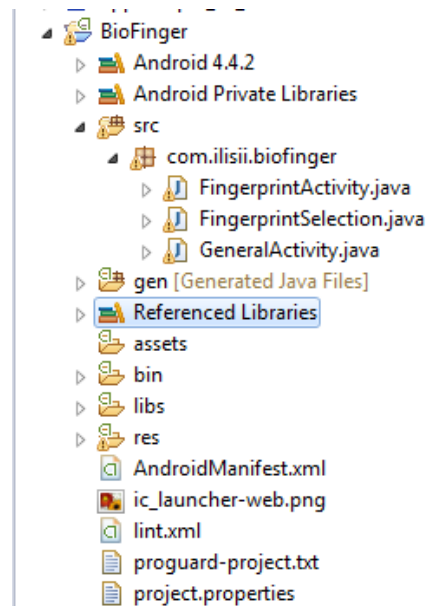 BioFinger
Android 4.4.2
Android Private Libraries
src
com.ilisii.biofinger
FingerprintActivity.java
FingerprintSelection.java
GeneralActivity.java
gen [Generated Java Files]
Referenced Libraries
assets
bin
libs
res
AndroidManifest.xml
ic_launcher-web.png
lint.xml
proguard-project.txt
project.properties